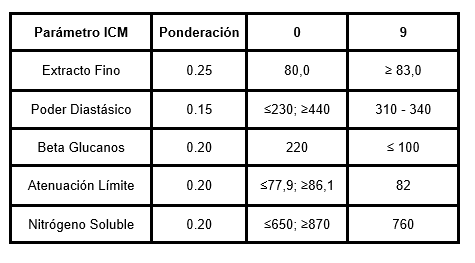 Parámetro ICM Ponderación 0 9
Extracto Fino 0.25 80,0 ≥ 83,0
Poder Diastásico 0.15 ≤230; ≥440 310 - 340
Beta Glucanos 0.20 220 ≤ 100
Atenuación Límite 0.20 ≤77,9; ≥86,1 82
Nitrógeno Soluble 0.20 ≤650; ≥870 760